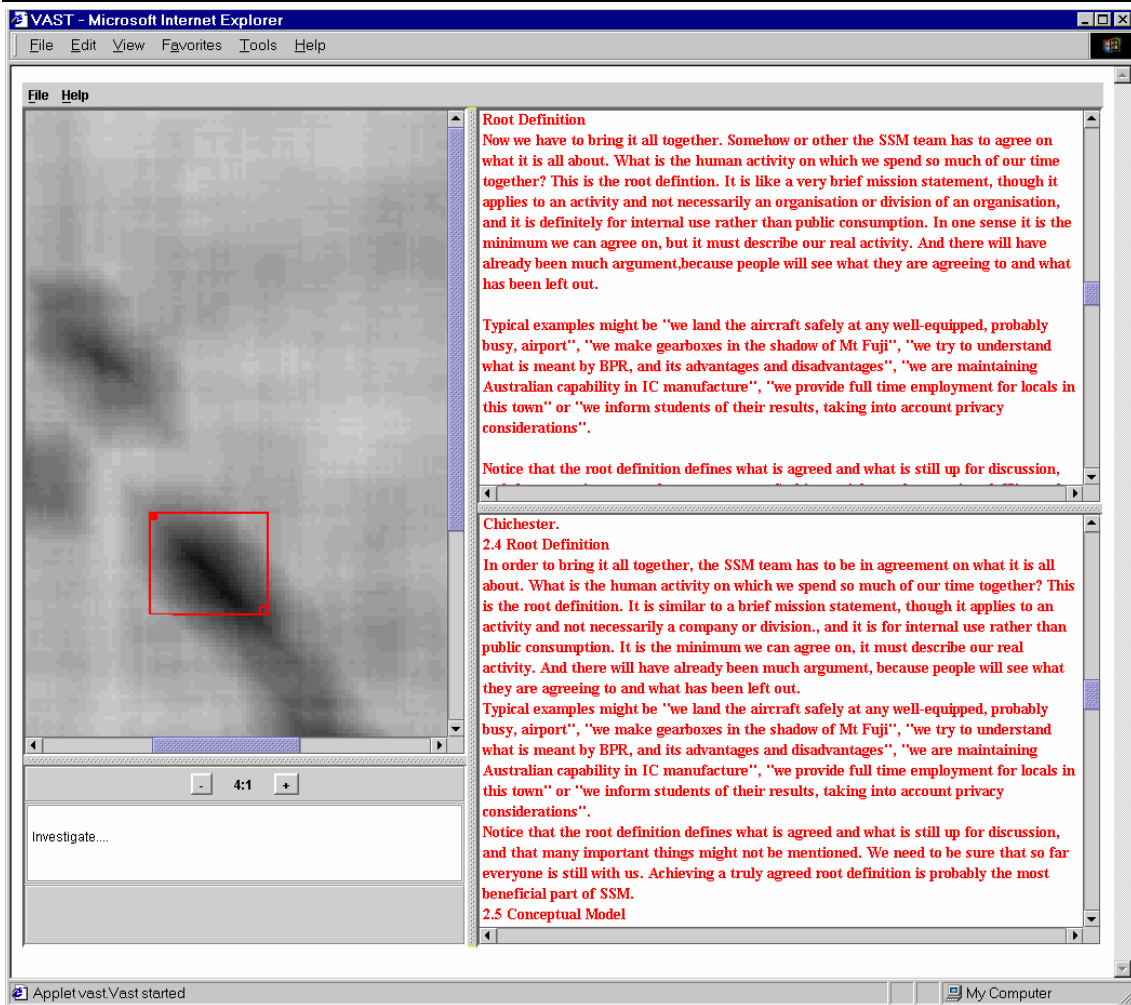 VAST - Microsoft Internet Explorer
File Edit View Favorites Tools Help
File Help
Root Definition
Now we have to bring it all together. Somehow or other the SSM team has to agree on
what it is all about. What is the human activity on which we spend so much of our time
together? This is the root defintion. It is like a very brief mission statement, though it
applies to an activity and not necessarily an organisation or division of an organisation,
and it is definitely for internal use rather than public consumption. In one sense it is the
minimum we can agree on, but it must describe our real activity. And there will have
already been much argument,because people will see what they are agreeing to and what
has been left out.
Typical examples might be "we land the aircraft safely at any well-equipped, probably
busy, airport", "we make gearboxes in the shadow of Mt Fuji", "we try to understand
what is meant by BPR, and its advantages and disadvantages", "we are maintaining
Australian capability in IC manufacture", "we provide full time employment for locals in
this town" or "we inform students of their results, taking into account privacy
considerations".
Notice that the root definition defines what is agreed and what is still up for discussion,
Chichester.
2.4 Root Definition
In order to bring it all together, the SSM team has to be in agreement on what it is all
about. What is the human activity on which we spend so much of our time together? This
is the root definition. It is similar to a brief mission statement, though it applies to an
activity and not necessarily a company or division., and it is for internal use rather than
public consumption. It is the minimum we can agree on, it must describe our real
activity. And there will have already been much argument, because people will see what
they are agreeing to and what has been left out.
Typical examples might be "we land the aircraft safely at any well-equipped, probably
busy, airport", "we make gearboxes in the shadow of Mt Fuji", "we try to understand
what is meant by BPR, and its advantages and disadvantages", "we are maintaining
Australian capability in IC manufacture", "we provide full time employment for locals in
this town" or "we inform students of their results, taking into account privacy
considerations".
Notice that the root definition defines what is agreed and what is still up for discussion,
and that many important things might not be mentioned. We need to be sure that so far
everyone is still with us. Achieving a truly agreed root definition is probably the most
beneficial part of SSM.
2.5 Conceptual Model
- 4:1 +
Investigate....
Applet vast.Vast started
My Computer